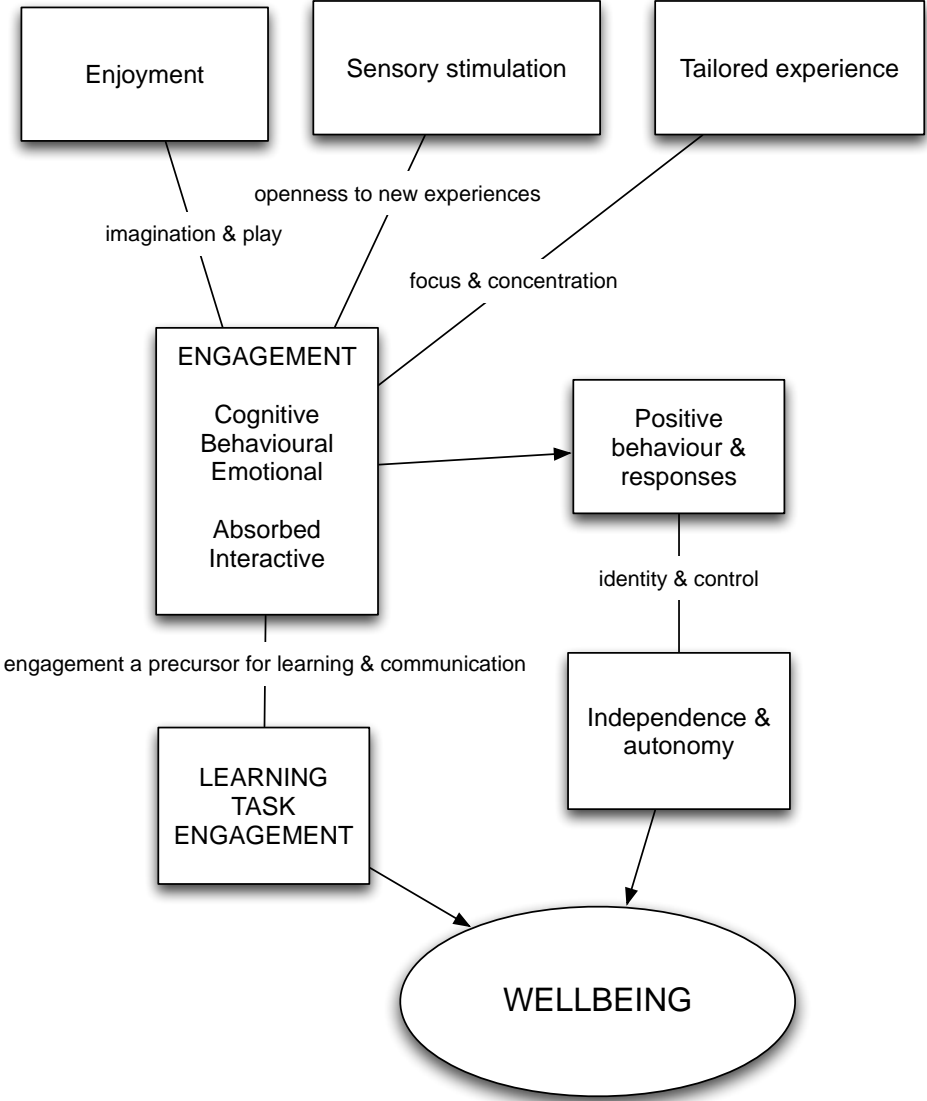 Enjoyment
Sensory stimulation
Tailored experience
openness to new experiences
imagination & play
focus & concentration
ENGAGEMENT
Cognitive
Behavioural
Emotional
Absorbed
Interactive
Positive
behaviour &
responses
identity & control
engagement a precursor for learning & communication
Independence &
autonomy
LEARNING
TASK
ENGAGEMENT
WELLBEING